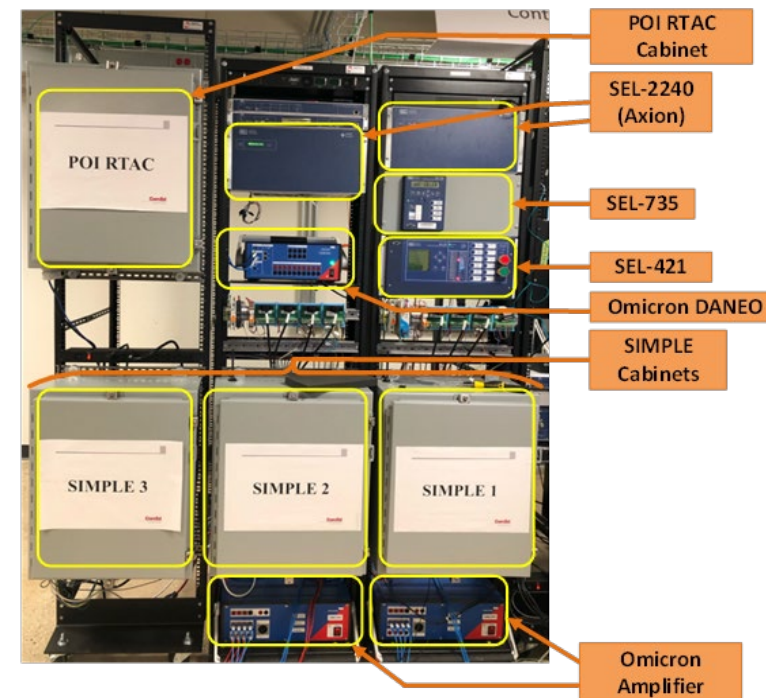 Cont
POI RTAC
Cabinet
SEL-2240
(Axion)
POI RTAC
SEL-735
SEL-421
Omicron DANEO
SIMPLE
Cabinets
SIMPLE 3
SIMPLE 2
SIMPLE 1
Omicron
Amplifier